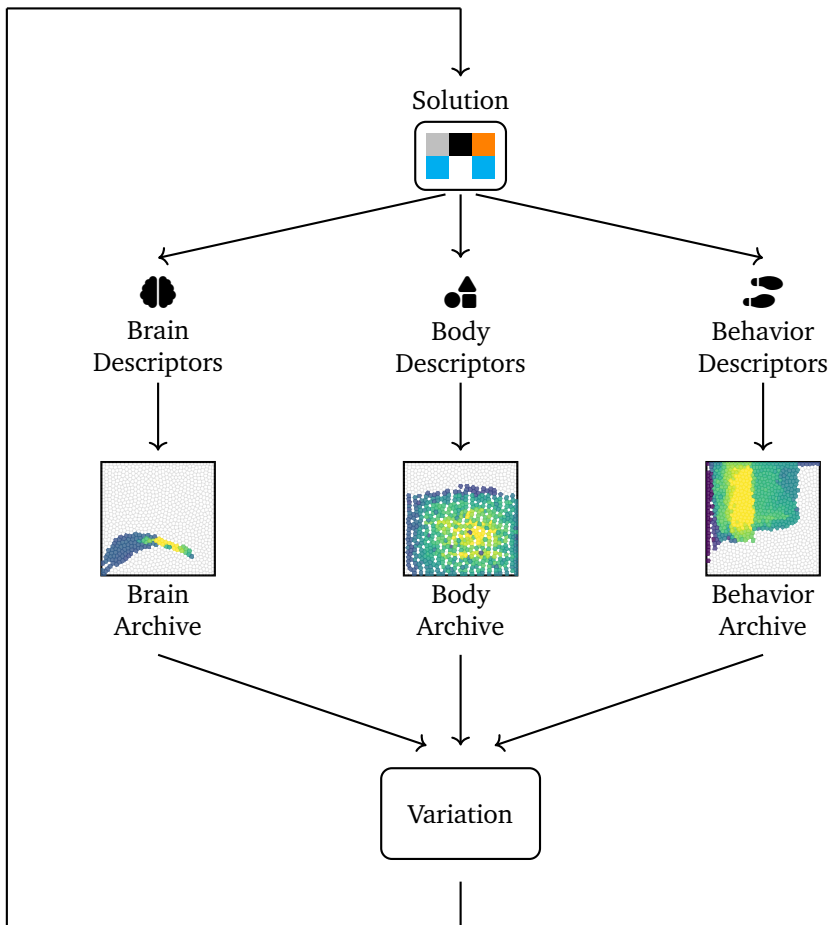 Solution
Brain
Descriptors
Body
Descriptors
Behavior
Descriptors
Brain
Archive
Body
Archive
Behavior
Archive
Variation